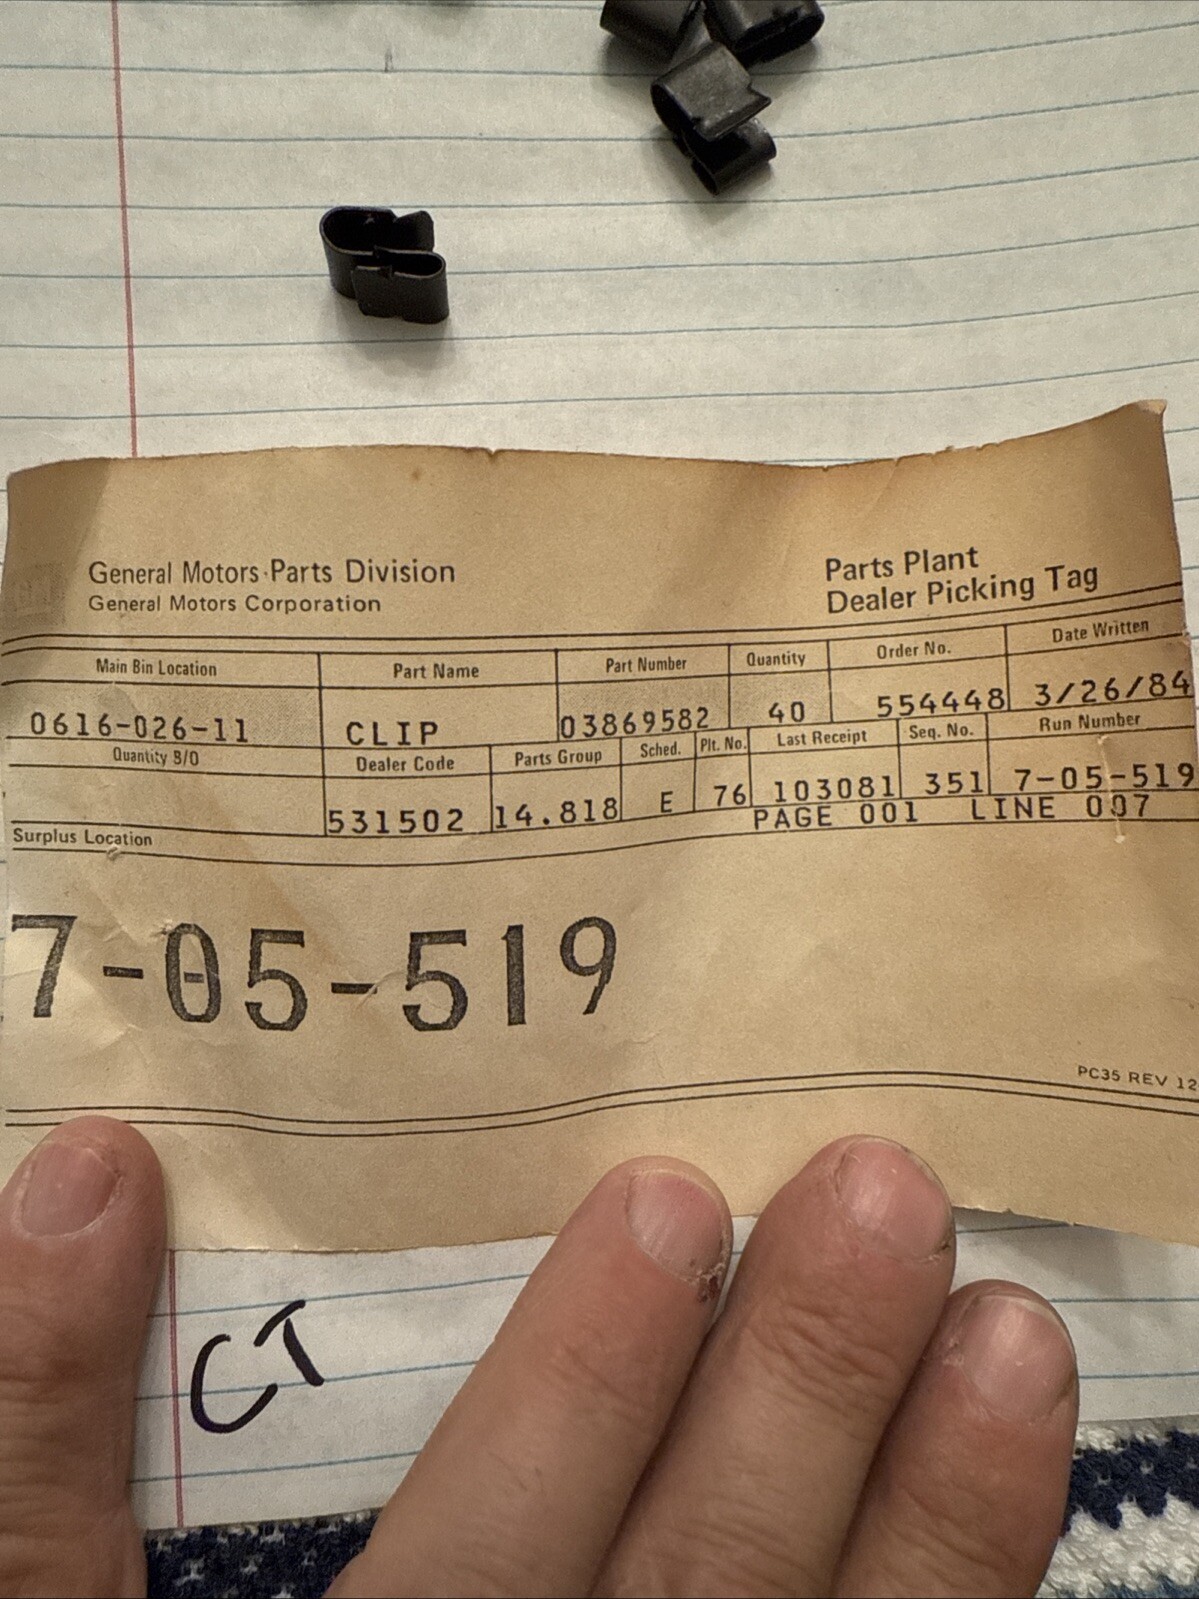 General Motors Parts Division
General Motors Corporation
Parts Plant
Dealer Picking Tag
Main Bin Location Part Name Part Number Quantity Order No. Date Written
0616-026-11 CLIP 03869582 40 554448 3/26/84
Quantity B/O Dealer Code Parts Group Sched. Plt. No. Last Receipt Seq. No. Run Number
531502 14.818 E 76 103081 351 7-05-519
PAGE 001 LINE 007
Surplus Location
7-05-519
PC35 REV 12
CT